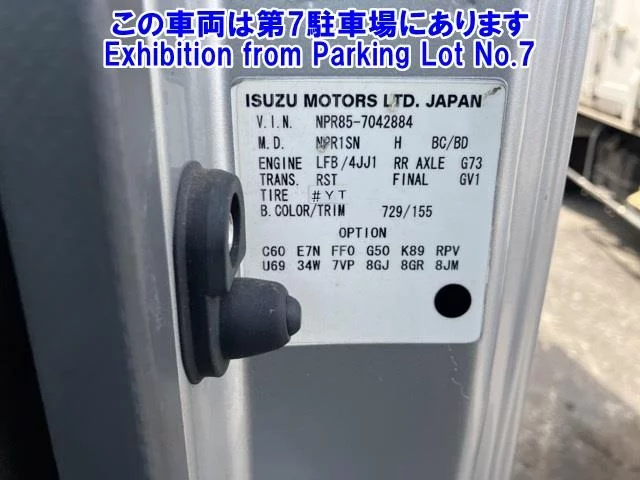 この車両は第7駐車場にあります
Exhibition from Parking Lot No.7
ISUZU MOTORS LTD. JAPAN
V.I.N. NPR85-7042884
M.D. NPR1SN H BC/BD
ENGINE LFB/4JJ1 RR AXLE G73
TRANS. RST FINAL GV1
TIRE #YT
B.COLOR/TRIM 729/155
OPTION
C60 E7N FF0 G50 K89 RPV
U69 34W 7VP 8GJ 8GR 8JM